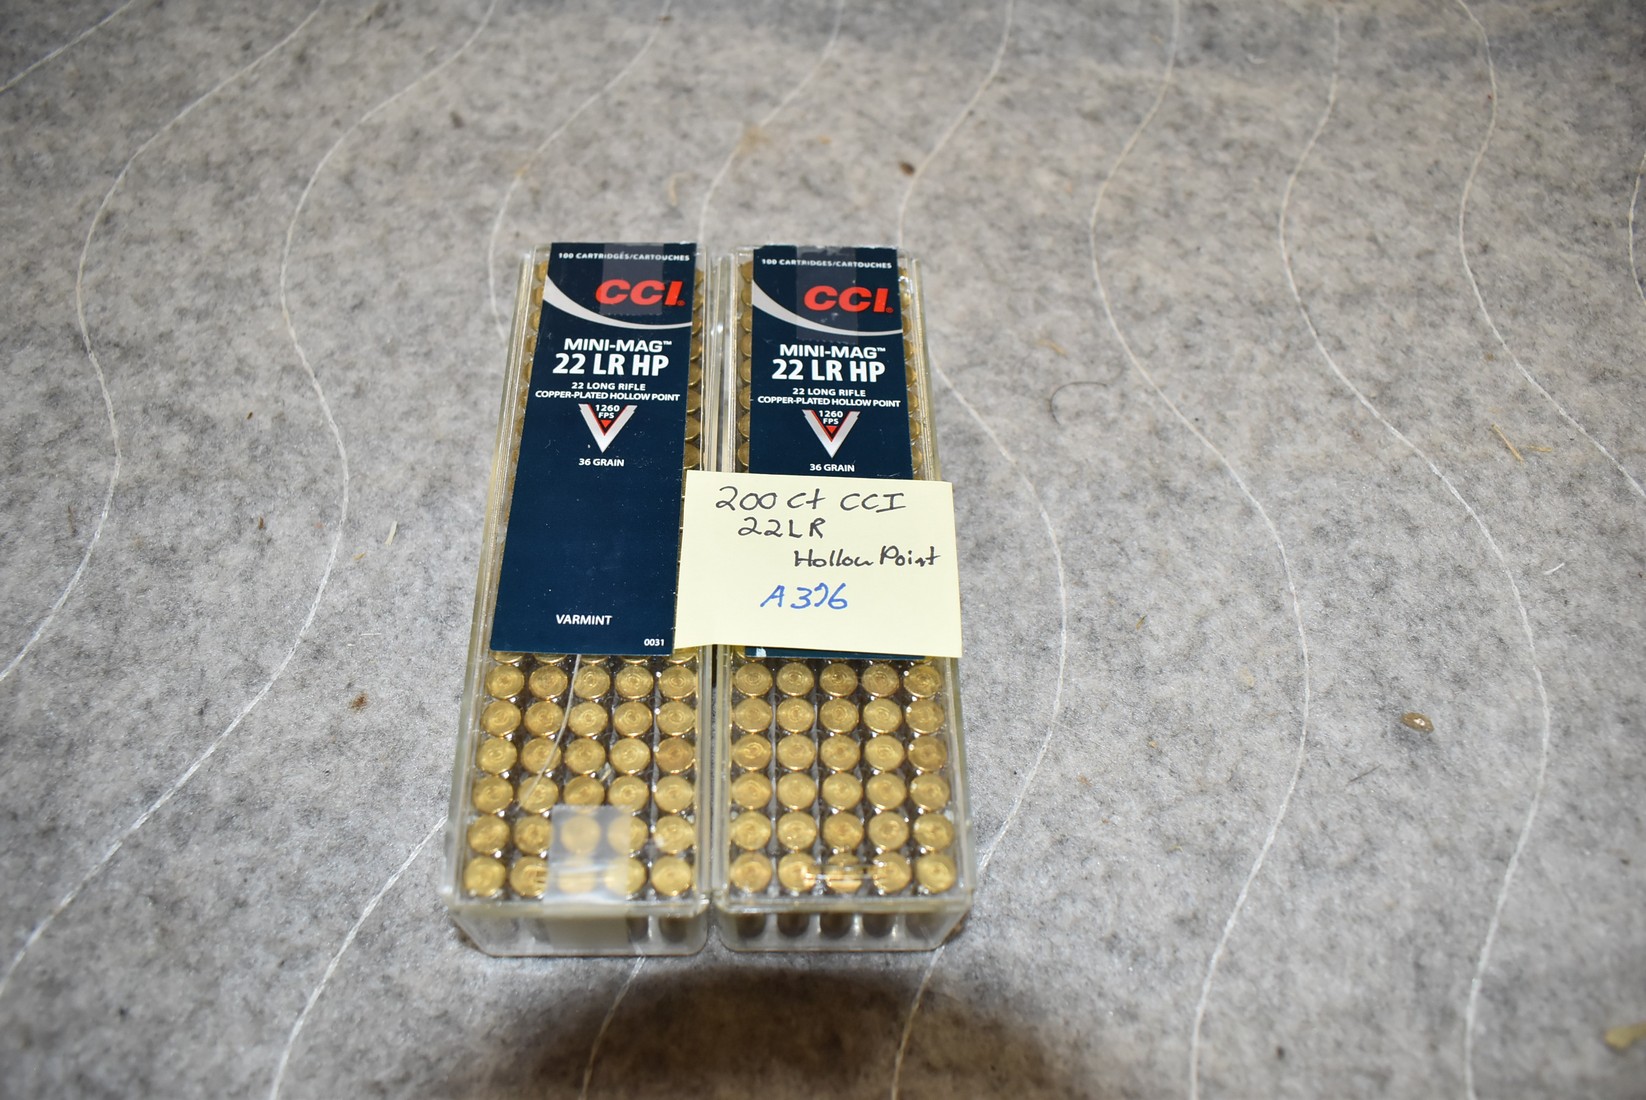 100 CARTRIDGES/CARTOUCHES
CCI®
MINI-MAG™
22 LR HP
22 LONG RIFLE
COPPER-PLATED HOLLOW POINT
1260
FPS
36 GRAIN
VARMINT
0031
100 CARTRIDGES/CARTOUCHES
CCI®
MINI-MAG™
22 LR HP
22 LONG RIFLE
COPPER-PLATED HOLLOW POINT
1260
FPS
36 GRAIN
200 Ct CCI
22LR
Hollow Point
A376